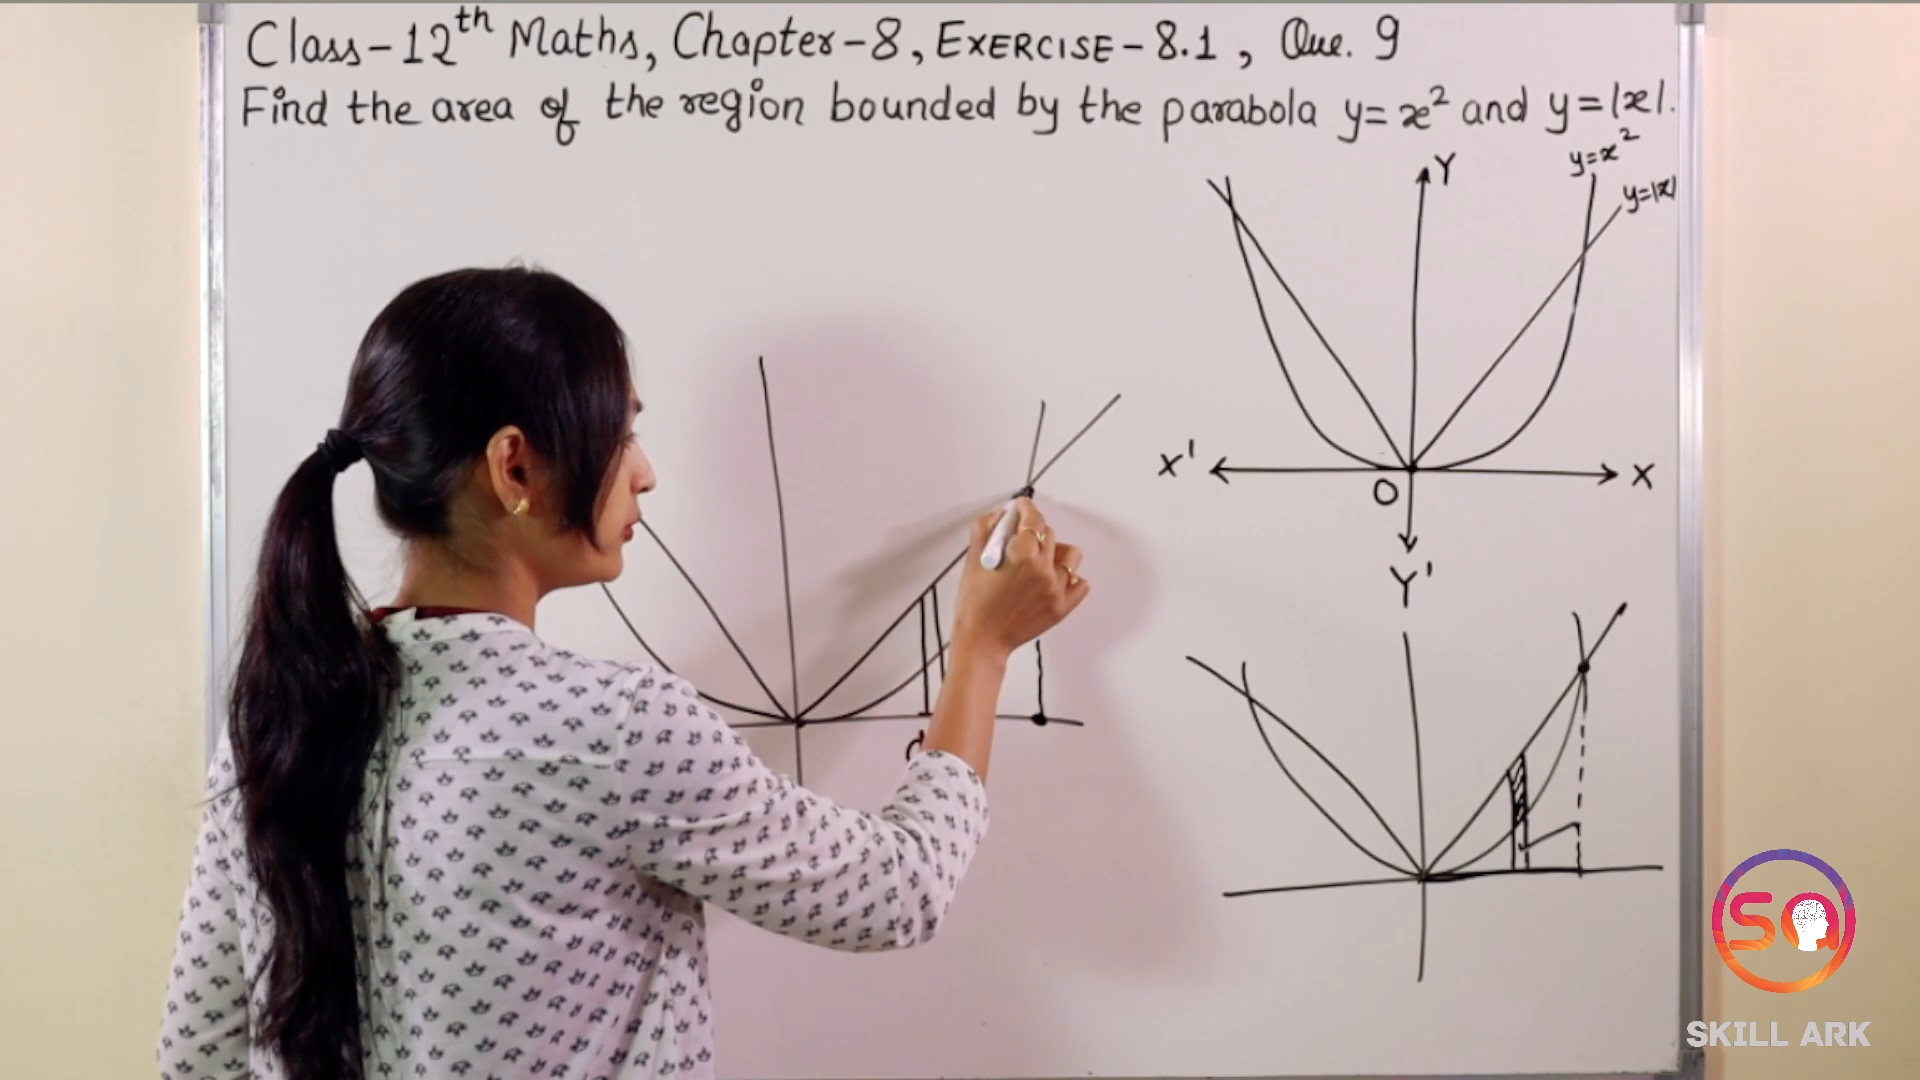 Class-12th Maths, Chapter-8, EXERCISE-8.1, Que. 9
Find the area of the region bounded by the parabola y=x² and y=|x|.
y=x²
Y
y=|x|
X'
X
O
Y'
SA
SKILL ARK